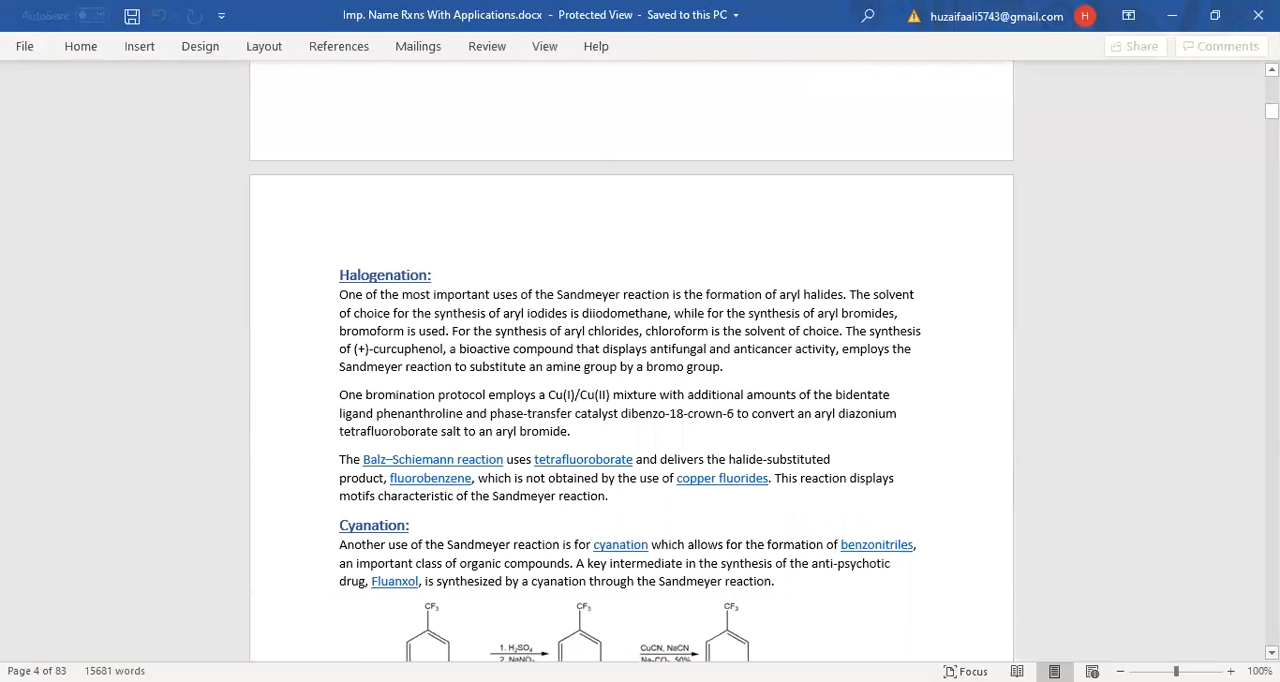 AutoSave
Imp. Name Rxns With Applications.docx - Protected View - Saved to this PC
huzaifaali5743@gmail.com
H
File Home Insert Design Layout References Mailings Review View Help
Share Comments
Halogenation:
One of the most important uses of the Sandmeyer reaction is the formation of aryl halides. The solvent
of choice for the synthesis of aryl iodides is diiodomethane, while for the synthesis of aryl bromides,
bromoform is used. For the synthesis of aryl chlorides, chloroform is the solvent of choice. The synthesis
of (+)-curcuphenol, a bioactive compound that displays antifungal and anticancer activity, employs the
Sandmeyer reaction to substitute an amine group by a bromo group.
One bromination protocol employs a Cu(I)/Cu(II) mixture with additional amounts of the bidentate
ligand phenanthroline and phase-transfer catalyst dibenzo-18-crown-6 to convert an aryl diazonium
tetrafluoroborate salt to an aryl bromide.
The Balz–Schiemann reaction uses tetrafluoroborate and delivers the halide-substituted
product, fluorobenzene, which is not obtained by the use of copper fluorides. This reaction displays
motifs characteristic of the Sandmeyer reaction.
Cyanation:
Another use of the Sandmeyer reaction is for cyanation which allows for the formation of benzonitriles,
an important class of organic compounds. A key intermediate in the synthesis of the anti-psychotic
drug, Fluanxol, is synthesized by a cyanation through the Sandmeyer reaction.
CF₃ CF₃ CF₃
1. H₂SO₄ CuCN, NaCN
2. NaNO₂ Na₂CO₃, 50%
Page 4 of 83 15681 words
Focus
100%